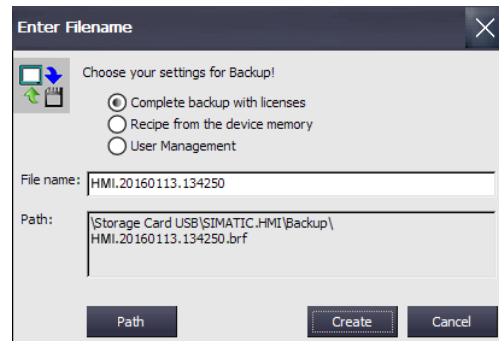 Enter Filename
Choose your settings for Backup!
Complete backup with licenses
Recipe from the device memory
User Management
File name: HMI.20160113.134250
Path: \Storage Card USB\SIMATIC.HMI\Backup\
HMI.20160113.134250.brf
Path Create Cancel